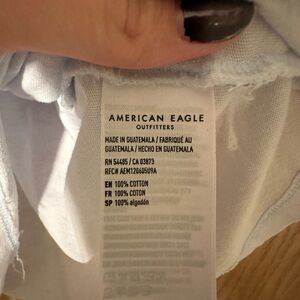 AMERICAN EAGLE
OUTFITTERS
MADE IN GUATEMALA / FABRIQUÉ AU
GUATEMALA / HECHO EN GUATEMALA
RN 54485 / CA 03873
RFC# AEM1206059U9A
EN 100% COTTON
FR 100% COTON
SP 100% algodón